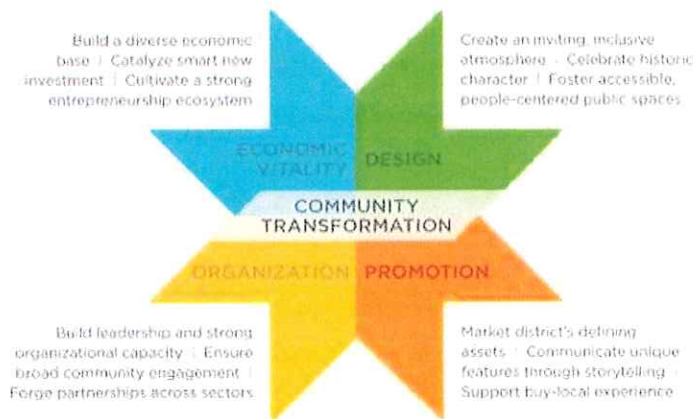 Build a diverse economic
base | Catalyze smart new
investment | Cultivate a strong
entrepreneurship ecosystem
Create an inviting, inclusive
atmosphere | Celebrate historic
character | Foster accessible,
people-centered public spaces
ECONOMIC
VITALITY
DESIGN
COMMUNITY
TRANSFORMATION
ORGANIZATION
PROMOTION
Build leadership and strong
organizational capacity | Ensure
broad community engagement |
Forge partnerships across sectors
Market district's defining
assets | Communicate unique
features through storytelling |
Support buy-local experience